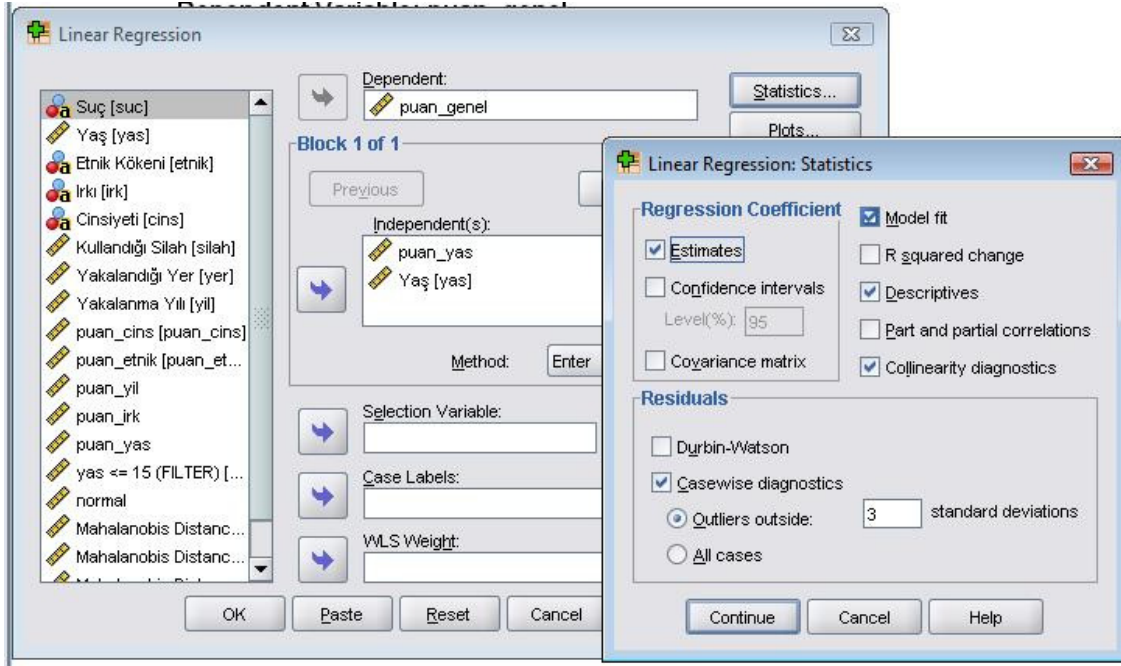 Dependent Variable: puan_genel
Linear Regression
Suç [suc]
Yaş [yas]
Etnik Kökeni [etnik]
Irkı [irk]
Cinsiyeti [cins]
Kullandığı Silah [silah]
Yakalandığı Yer [yer]
Yakalanma Yılı [yil]
puan_cins [puan_cins]
puan_etnik [puan_et...
puan_yil
puan_irk
puan_yas
yas <= 15 (FILTER) [...
normal
Mahalanobis Distanc...
Mahalanobis Distanc...
Dependent:
puan_genel
Statistics...
Plots...
Block 1 of 1
Previous
Independent(s):
puan_yas
Yaş [yas]
Method:
Enter
Selection Variable:
Case Labels:
WLS Weight:
OK
Paste
Reset
Cancel
Linear Regression: Statistics
Regression Coefficient
Estimates
Confidence intervals
Level(%): 95
Covariance matrix
Model fit
R squared change
Descriptives
Part and partial correlations
Collinearity diagnostics
Residuals
Durbin-Watson
Casewise diagnostics
Outliers outside: 3 standard deviations
All cases
Continue
Cancel
Help